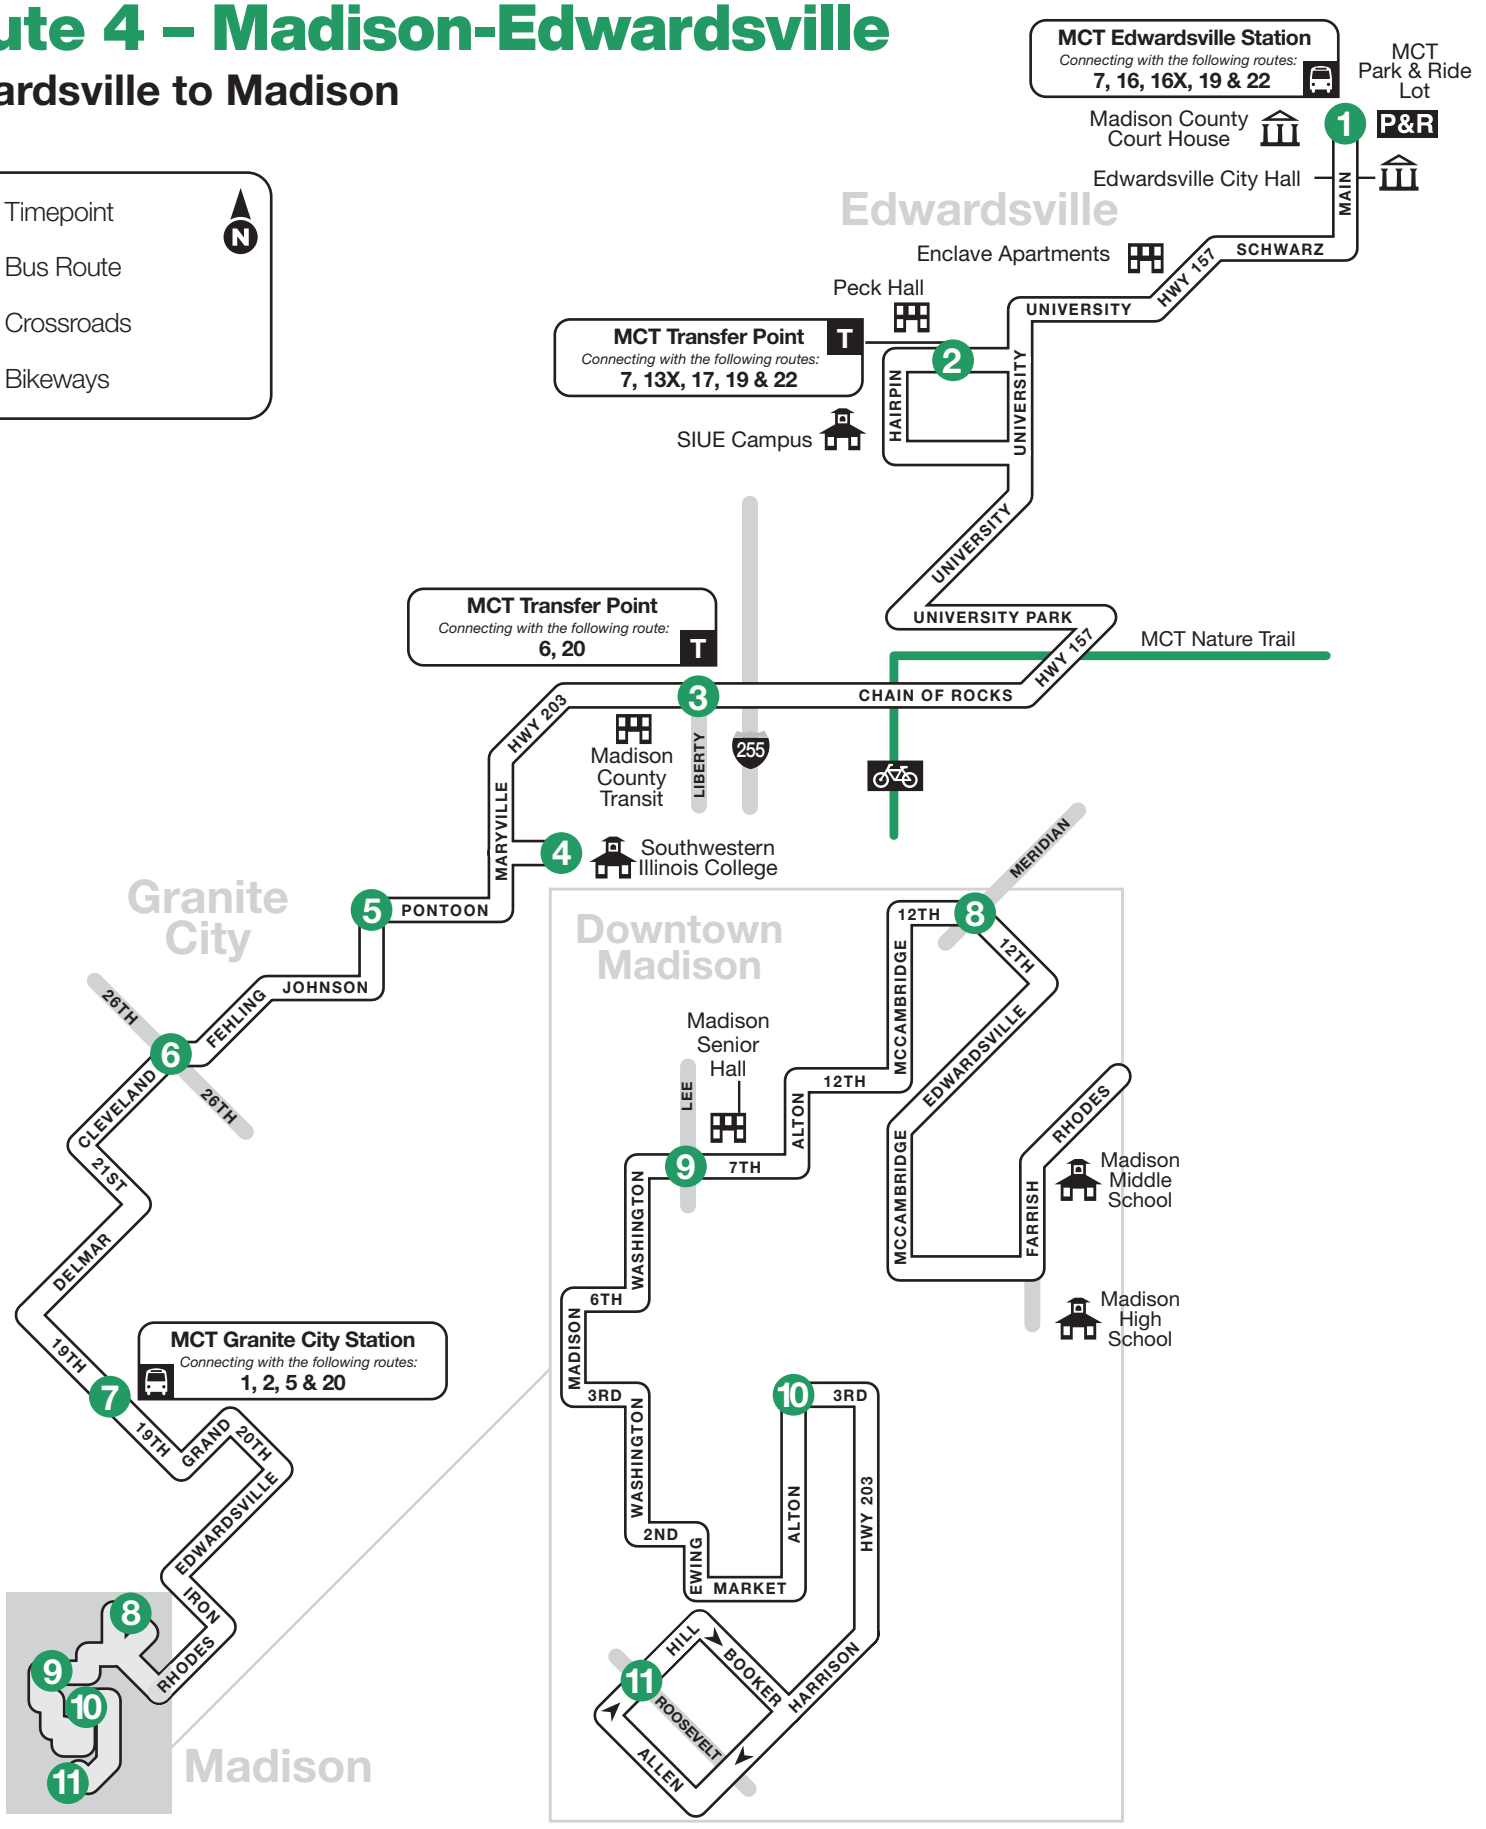 ute 4 – Madison-Edwardsville
ardsville to Madison
MCT Edwardsville Station
Connecting with the following routes:
7, 16, 16X, 19 & 22
MCT
Park & Ride
Lot
Madison County
Court House
1
P&R
Edwardsville City Hall
MAIN
Timepoint
N
Bus Route
Crossroads
Bikeways
Edwardsville
Enclave Apartments
SCHWARZ
HWY 157
Peck Hall
UNIVERSITY
MCT Transfer Point
Connecting with the following routes:
7, 13X, 17, 19 & 22
T
2
HAIRPIN
UNIVERSITY
SIUE Campus
UNIVERSITY
MCT Transfer Point
Connecting with the following route:
6, 20
T
UNIVERSITY PARK
MCT Nature Trail
HWY 157
3
CHAIN OF ROCKS
HWY 203
Madison
County
Transit
LIBERTY
255
MARYVILLE
4
Southwestern
Illinois College
MERIDIAN
Granite
City
5
PONTOON
Downtown
Madison
12TH
8
12TH
MCCAMBRIDGE
JOHNSON
26TH
FEHLING
6
26TH
CLEVELAND
Madison
Senior
Hall
LEE
EDWARDSVILLE
12TH
ALTON
RHODES
21ST
9
7TH
MCCAMBRIDGE
Madison
Middle
School
FARRISH
WASHINGTON
DELMAR
6TH
MADISON
Madison
High
School
19TH
MCT Granite City Station
Connecting with the following routes:
1, 2, 5 & 20
7
3RD
10
3RD
19TH
GRAND
20TH
WASHINGTON
ALTON
HWY 203
EDWARDSVILLE
2ND
EWING
MARKET
IRON
8
RHODES
9
10
11
Madison
HILL
BOOKER
HARRISON
11
ROOSEVELT
ALLEN